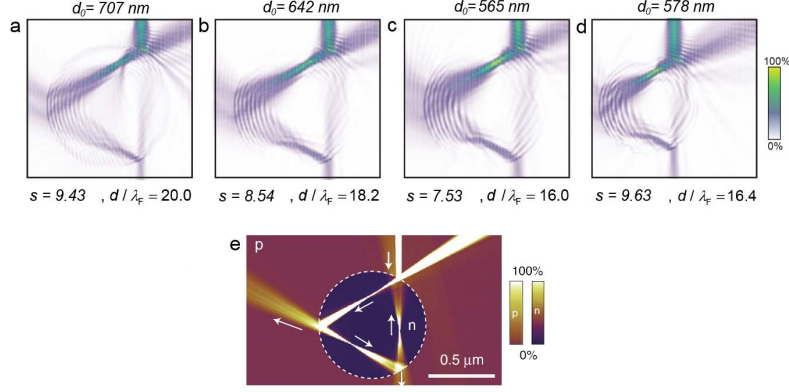 d₀= 707 nm
d₀= 642 nm
d₀= 565 nm
d₀= 578 nm
a
b
c
d
100%
0%
s = 9.43 , d / λF = 20.0
s = 8.54 , d / λF = 18.2
s = 7.53 , d / λF = 16.0
s = 9.63 , d / λF = 16.4
e
p
n
0.5 μm
100%
p
n
0%